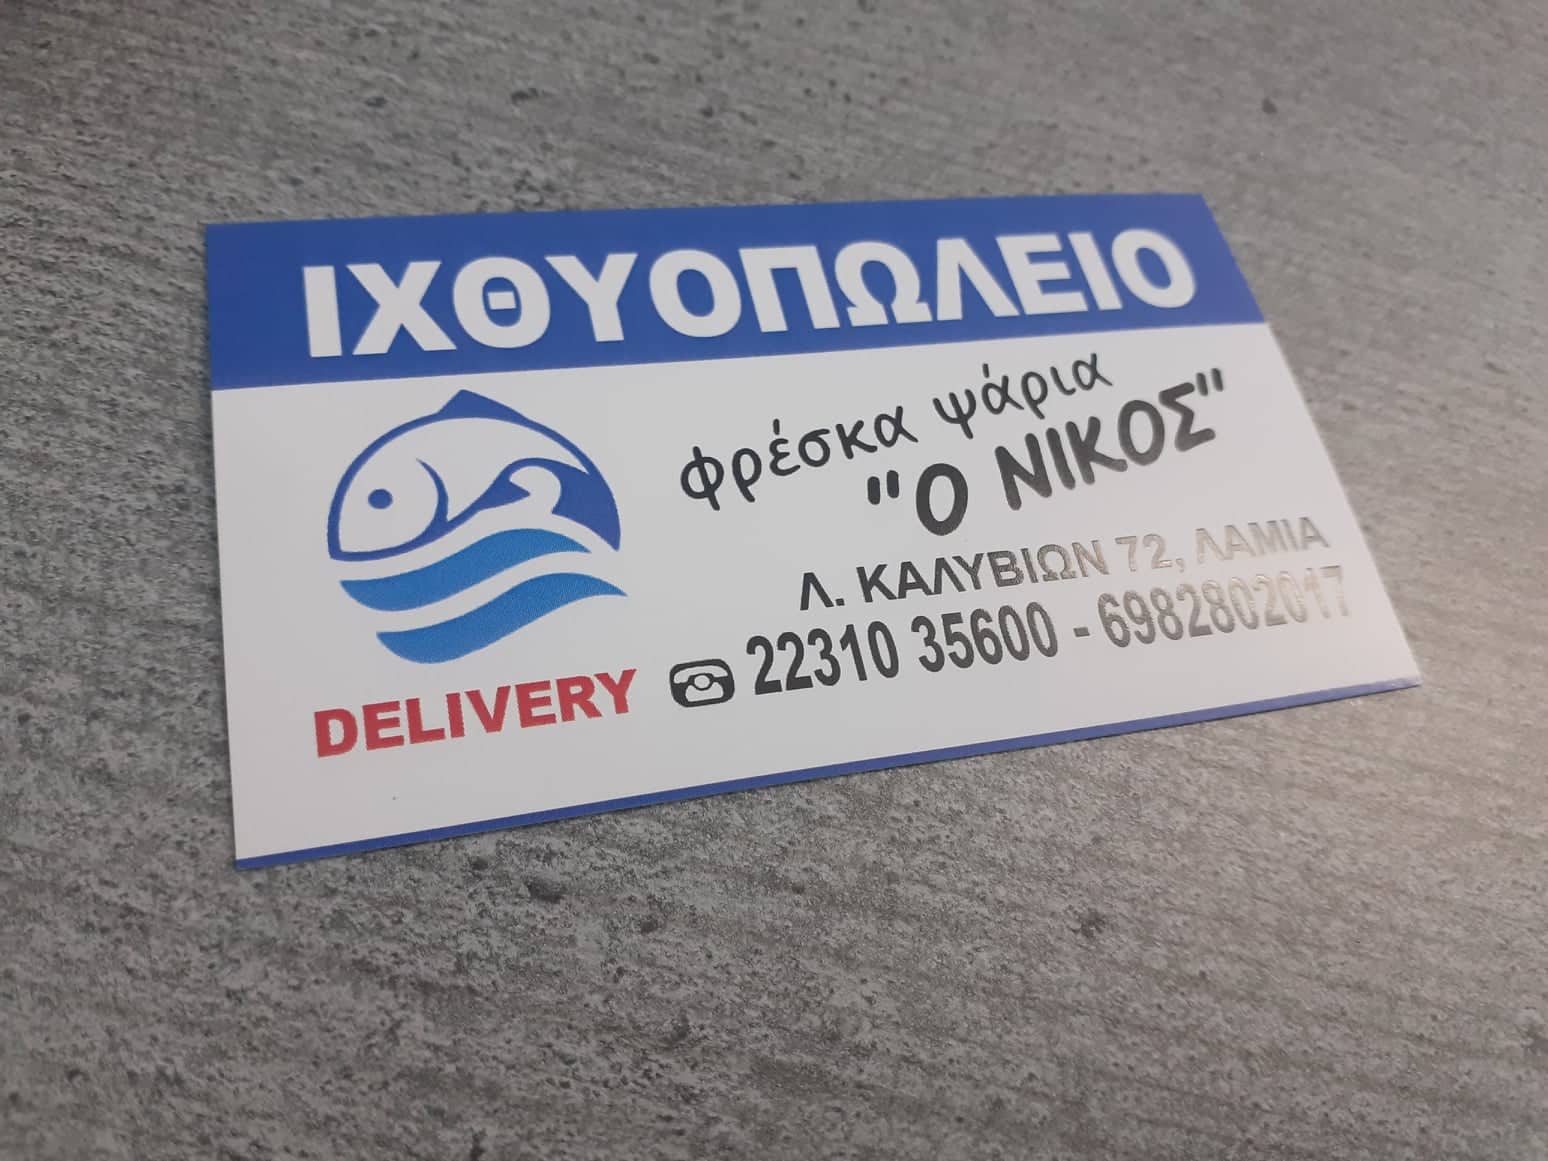 ΙΧΘΥΟΠΩΛΕΙΟ
φρέσκα ψάρια
"Ο ΝΙΚΟΣ"
Λ. ΚΑΛΥΒΙΩΝ 72, ΛΑΜΙΑ
22310 35600 - 6982802017
DELIVERY